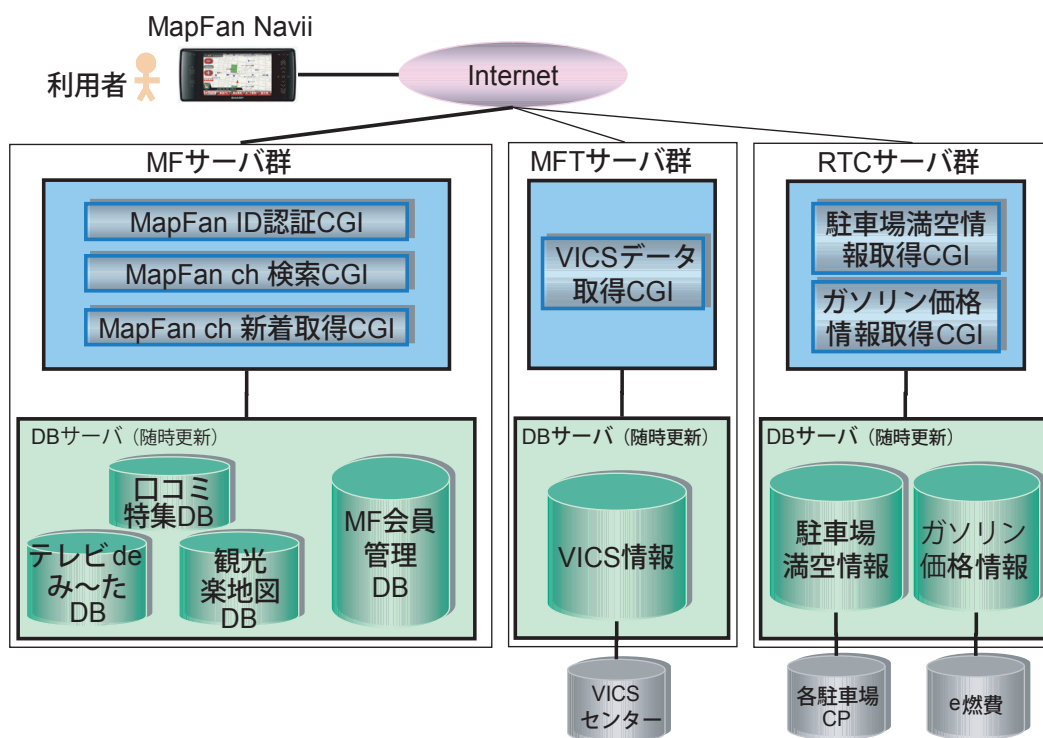 MapFan Navii
利用者
Internet
MFサーバ群
MapFan ID認証CGI
MapFan ch 検索CGI
MapFan ch 新着取得CGI
DBサーバ（随時更新）
口コミ
特集DB
テレビde
み～た
DB
観光
楽地図
DB
MF会員
管理
DB
MFTサーバ群
VICSデータ
取得CGI
DBサーバ（随時更新）
VICS情報
VICS
センター
RTCサーバ群
駐車場満空情
報取得CGI
ガソリン価格
情報取得CGI
DBサーバ（随時更新）
駐車場
満空情報
ガソリン
価格情報
各駐車場
CP
e燃費